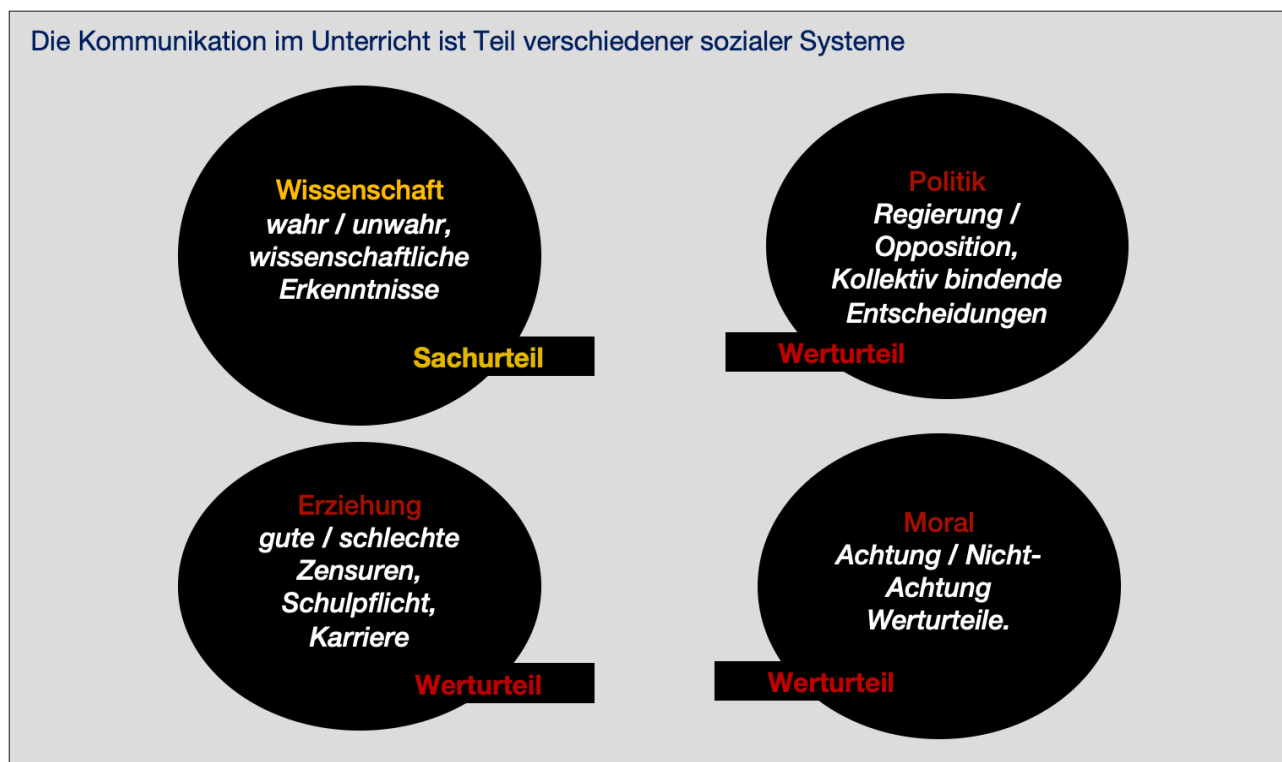 Die Kommunikation im Unterricht ist Teil verschiedener sozialer Systeme
Wissenschaft
wahr / unwahr,
wissenschaftliche
Erkenntnisse
Sachurteil
Politik
Regierung /
Opposition,
Kollektiv bindende
Entscheidungen
Werturteil
Erziehung
gute / schlechte
Zensuren,
Schulpflicht,
Karriere
Werturteil
Moral
Achtung / Nicht-
Achtung
Werturteile.
Werturteil